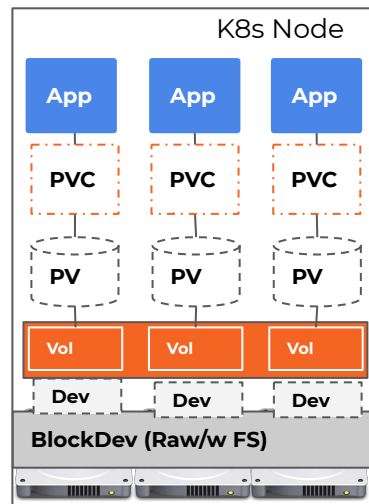 K8s Node
App App App
PVC PVC PVC
PV PV PV
Vol Vol Vol
Dev Dev Dev
BlockDev (Raw/w FS)